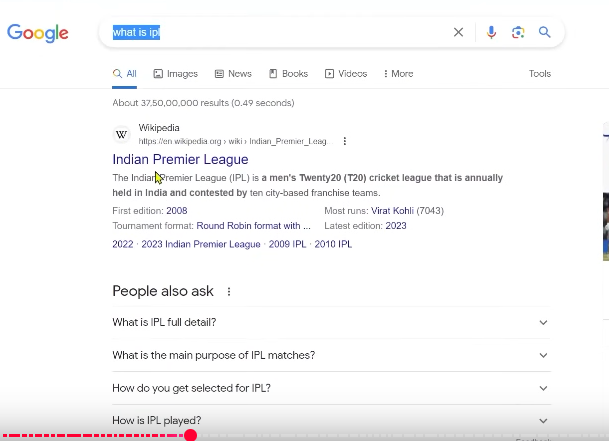 Google
what is ipl
All Images News Books Videos More Tools
About 37,50,00,000 results (0.49 seconds)
W
Wikipedia
https://en.wikipedia.org › wiki › Indian_Premier_Leag...
Indian Premier League
The Indian Premier League (IPL) is a men's Twenty20 (T20) cricket league that is annually
held in India and contested by ten city-based franchise teams.
First edition: 2008 Most runs: Virat Kohli (7043)
Tournament format: Round Robin format with ... Latest edition: 2023
2022 · 2023 Indian Premier League · 2009 IPL · 2010 IPL
People also ask
What is IPL full detail?
What is the main purpose of IPL matches?
How do you get selected for IPL?
How is IPL played?
Feedback